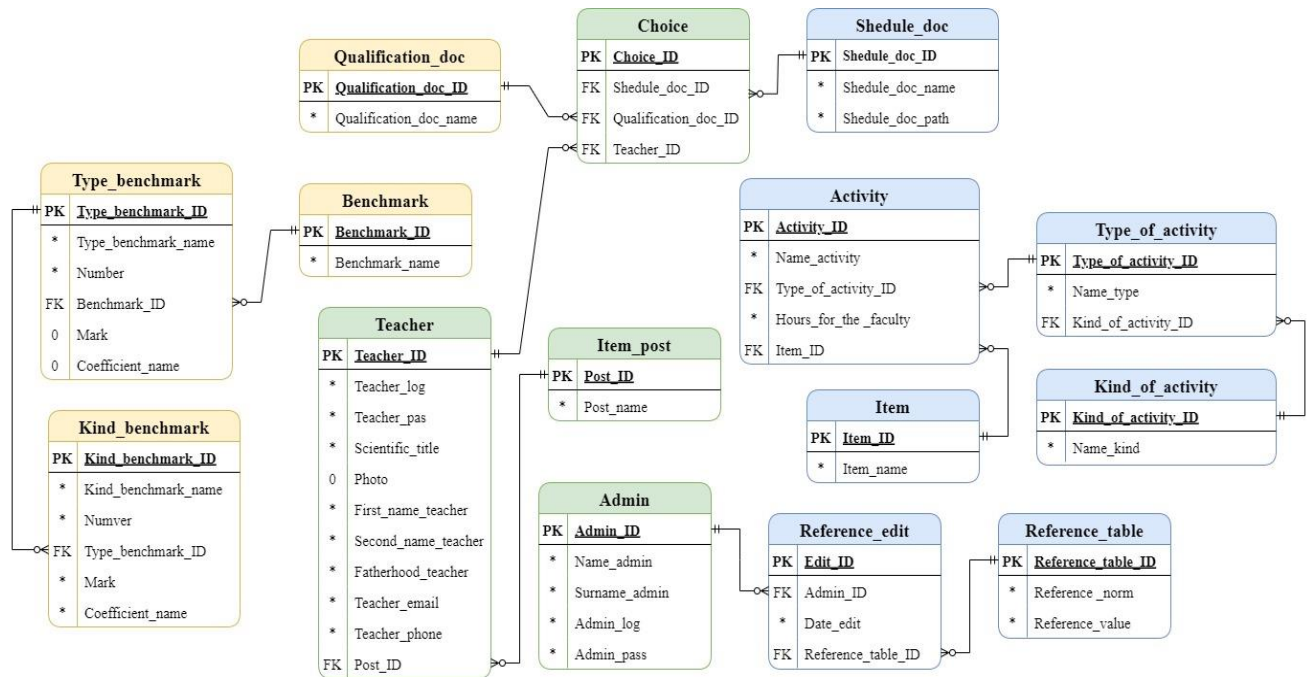 Qualification_doc
PK Qualification_doc_ID
* Qualification_doc_name
Choice
PK Choice_ID
FK Shedule_doc_ID
FK Qualification_doc_ID
FK Teacher_ID
Shedule_doc
PK Shedule_doc_ID
* Shedule_doc_name
* Shedule_doc_path
Type_benchmark
PK Type_benchmark_ID
* Type_benchmark_name
* Number
FK Benchmark_ID
0 Mark
0 Coefficient_name
Benchmark
PK Benchmark_ID
* Benchmark_name
Activity
PK Activity_ID
* Name_activity
FK Type_of_activity_ID
* Hours_for_the _faculty
FK Item_ID
Type_of_activity
PK Type_of_activity_ID
* Name_type
FK Kind_of_activity_ID
Teacher
PK Teacher_ID
* Teacher_log
* Teacher_pas
* Scientific_title
0 Photo
* First_name_teacher
* Second_name_teacher
* Fatherhood_teacher
* Teacher_email
* Teacher_phone
FK Post_ID
Item_post
PK Post_ID
* Post_name
Kind_of_activity
PK Kind_of_activity_ID
* Name_kind
Item
PK Item_ID
* Item_name
Kind_benchmark
PK Kind_benchmark_ID
* Kind_benchmark_name
* Numver
FK Type_benchmark_ID
* Mark
* Coefficient_name
Admin
PK Admin_ID
* Name_admin
* Surname_admin
* Admin_log
* Admin_pass
Reference_edit
PK Edit_ID
FK Admin_ID
* Date_edit
FK Reference_table_ID
Reference_table
PK Reference_table_ID
* Reference _norm
* Reference_value